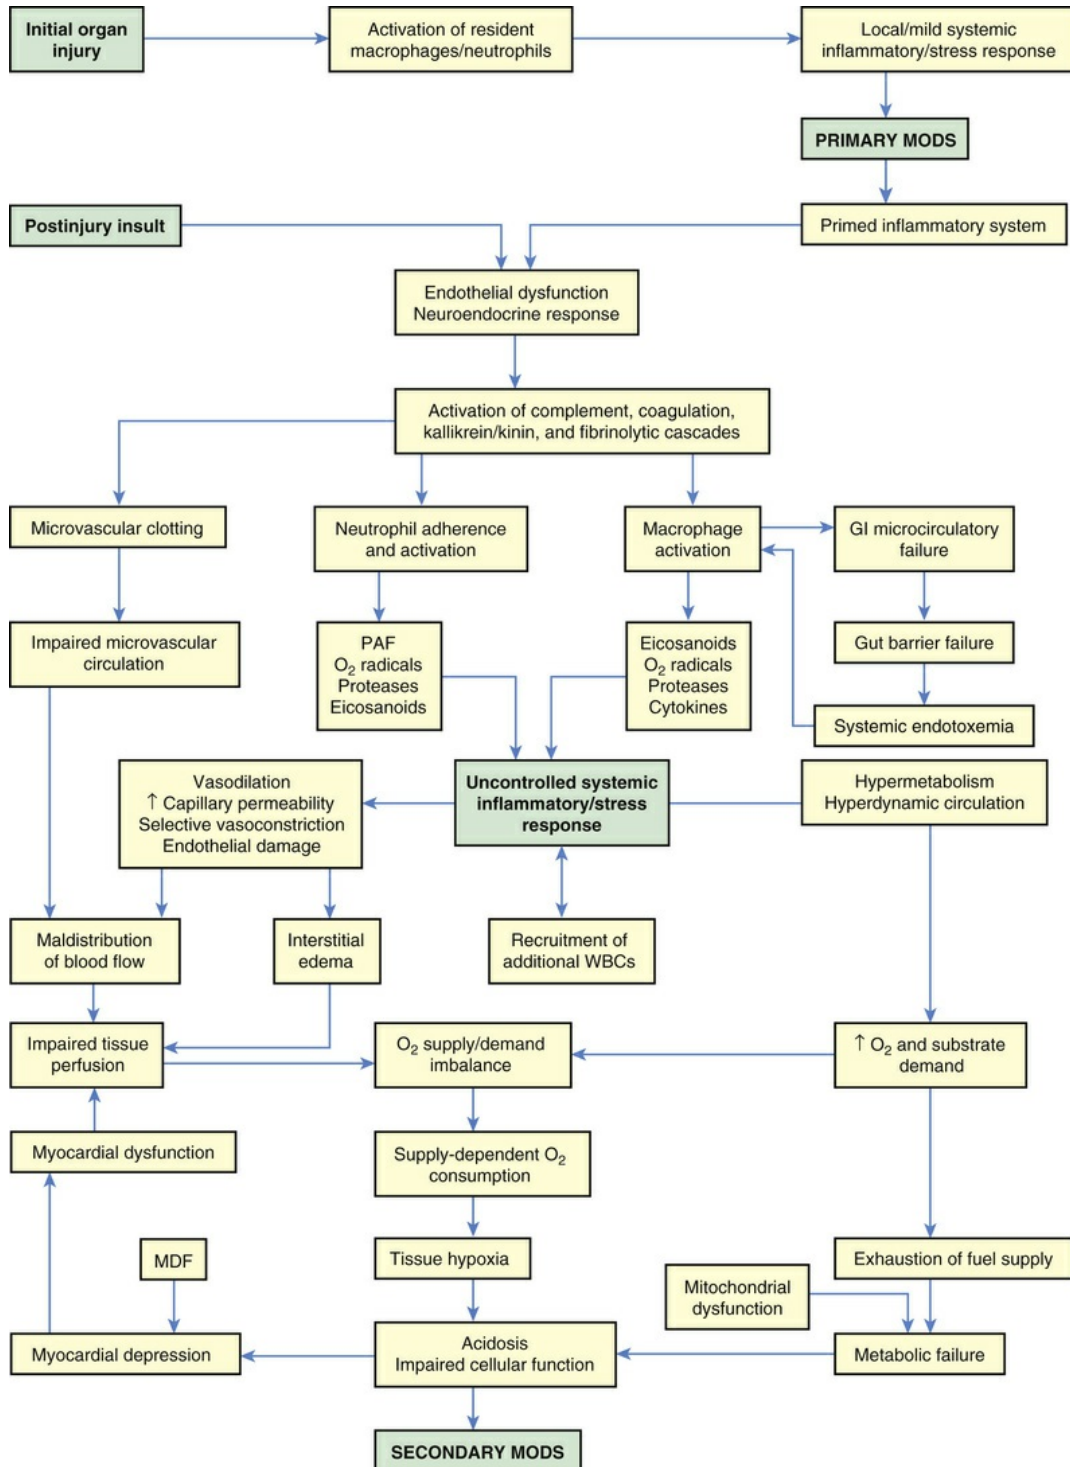 Initial organ
injury
Activation of resident
macrophages/neutrophils
Local/mild systemic
inflammatory/stress response
PRIMARY MODS
Postinjury insult
Primed inflammatory system
Endothelial dysfunction
Neuroendocrine response
Activation of complement, coagulation,
kallikrein/kinin, and fibrinolytic cascades
Microvascular clotting
Neutrophil adherence
and activation
Macrophage
activation
GI microcirculatory
failure
Impaired microvascular
circulation
PAF
O₂ radicals
Proteases
Eicosanoids
Eicosanoids
O₂ radicals
Proteases
Cytokines
Gut barrier failure
Systemic endotoxemia
Vasodilation
↑ Capillary permeability
Selective vasoconstriction
Endothelial damage
Uncontrolled systemic
inflammatory/stress
response
Hypermetabolism
Hyperdynamic circulation
Maldistribution
of blood flow
Interstitial
edema
Recruitment of
additional WBCs
Impaired tissue
perfusion
O₂ supply/demand
imbalance
↑ O₂ and substrate
demand
Myocardial dysfunction
Supply-dependent O₂
consumption
MDF
Tissue hypoxia
Exhaustion of fuel supply
Mitochondrial
dysfunction
Myocardial depression
Acidosis
Impaired cellular function
Metabolic failure
SECONDARY MODS